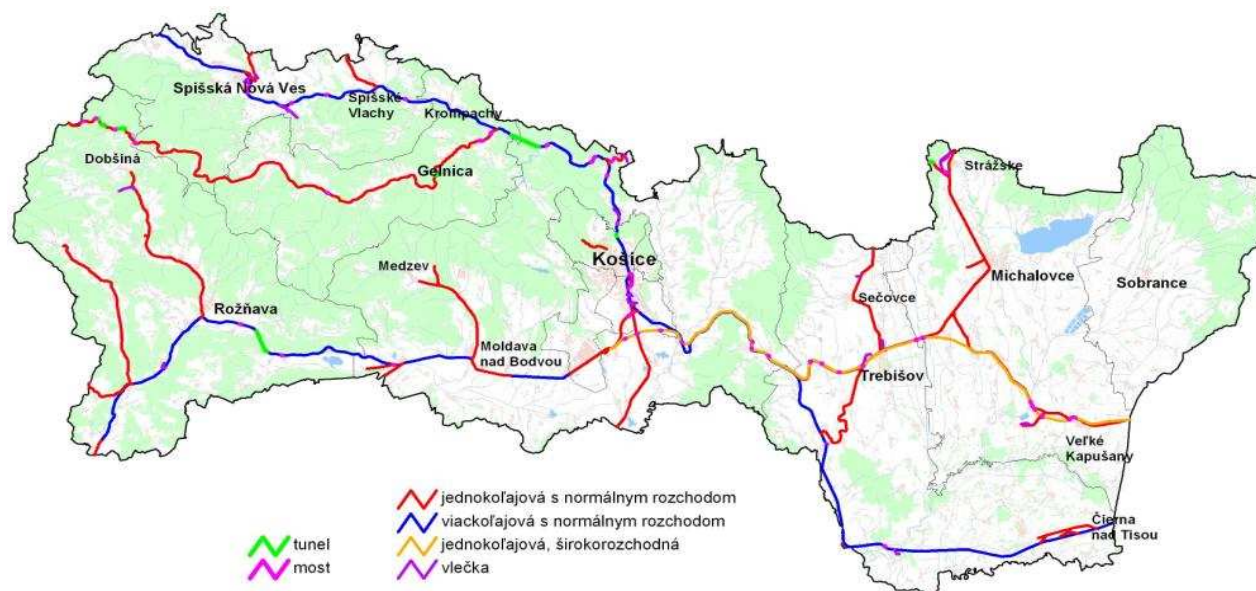 Spišská Nová Ves
Spišské
Vlachy
Krompachy
Dobšiná
Gelnica
Strážske
Medzev
Košice
Michalovce
Sobrance
Sečovce
Rožňava
Moldava
nad Bodvou
Trebišov
Veľké
Kapušany
Čierna
nad Tisou
jednokoľajová s normálnym rozchodom
viackoľajová s normálnym rozchodom
jednokoľajová, širokorozchodná
vlečka
tunel
most